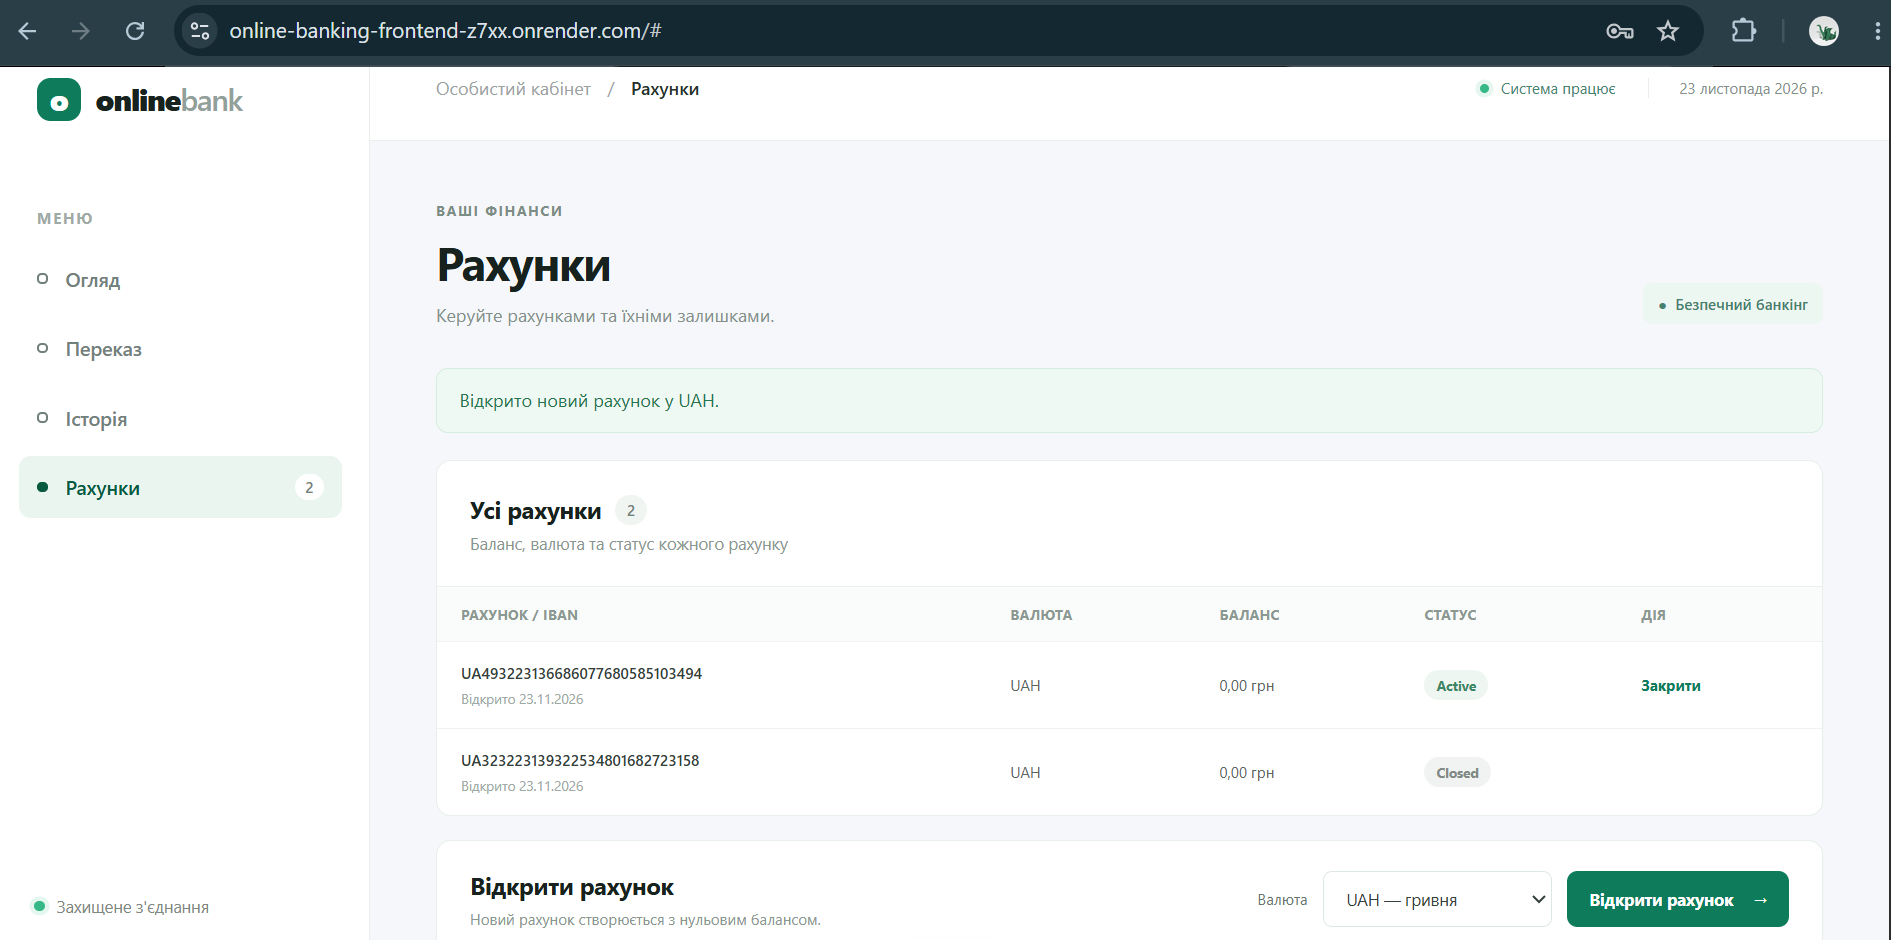 online-banking-frontend-z7xx.onrender.com/#
o onlinebank
Особистий кабінет / Рахунки
Система працює
23 листопада 2026 р.
МЕНЮ
Огляд
Переказ
Історія
Рахунки 2
Захищене з'єднання
ВАШІ ФІНАНСИ
Рахунки
Керуйте рахунками та їхніми залишками.
Безпечний банкінг
Відкрито новий рахунок у UAH.
Усі рахунки 2
Баланс, валюта та статус кожного рахунку
РАХУНОК / IBAN ВАЛЮТА БАЛАНС СТАТУС ДІЯ
UA493223136686077680585103494 UAH 0,00 грн Active Закрити
Відкрито 23.11.2026
UA323223139322534801682723158 UAH 0,00 грн Closed
Відкрито 23.11.2026
Відкрити рахунок
Новий рахунок створюється з нульовим балансом.
Валюта UAH — гривня Відкрити рахунок →